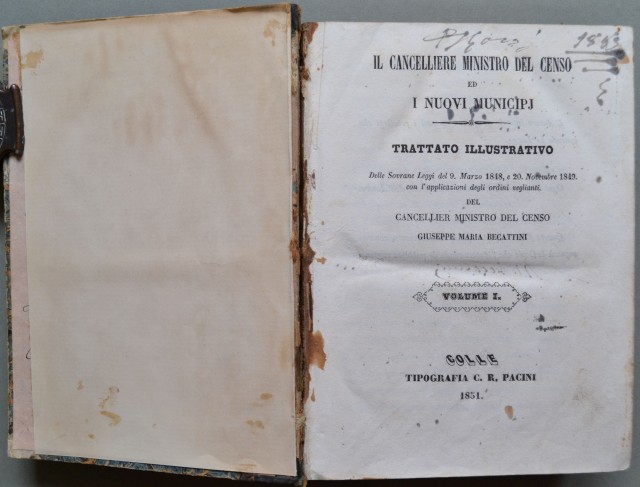 IL CANCELLIERE MINISTRO DEL CENSO
ED
I NUOVI MUNICIPJ
TRATTATO ILLUSTRATIVO
Delle Sovrane Leggi del 9. Marzo 1848, e 20. Novembre 1849.
con l'applicazioni degli ordini veglianti.
DEL
CANCELLIER MINISTRO DEL CENSO
GIUSEPPE MARIA BECATTINI
VOLUME I.
COLLE
TIPOGRAFIA C. R. PACINI
1851.